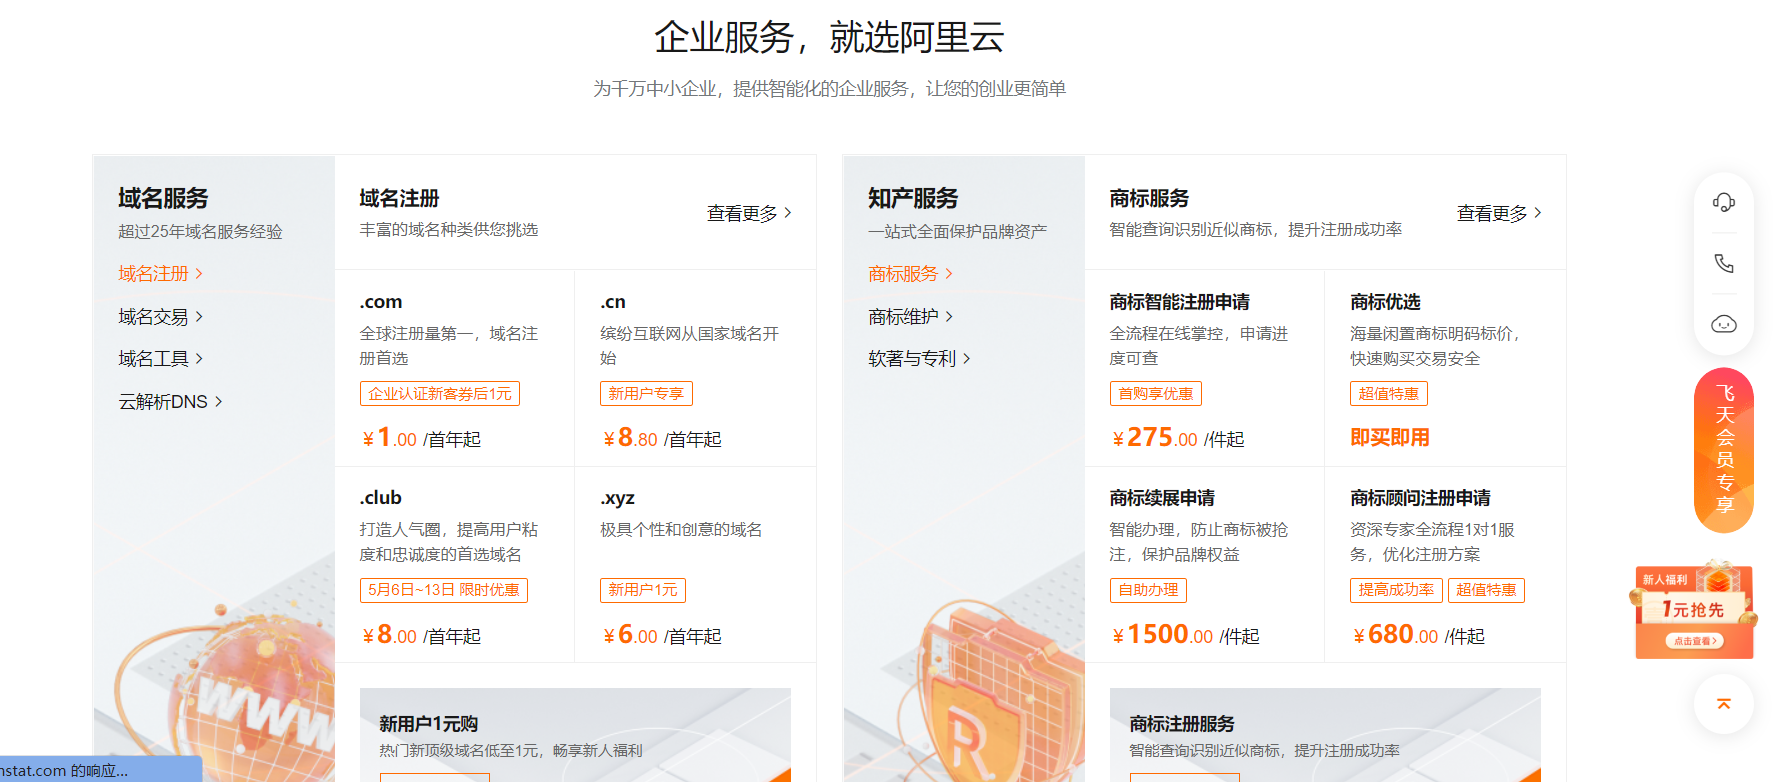 企业服务，就选阿里云
为千万中小企业，提供智能化的企业服务，让您的创业更简单
域名服务
超过25年域名服务经验
域名注册
域名交易
域名工具
云解析DNS
www
域名注册
丰富的域名种类供您挑选
查看更多
.com
全球注册量第一，域名注
册首选
企业认证新客券后1元
¥1.00 /首年起
.cn
缤纷互联网从国家域名开
始
新用户专享
¥8.80 /首年起
.club
打造人气圈，提高用户粘
度和忠诚度的首选域名
5月6日~13日 限时优惠
¥8.00 /首年起
.xyz
极具个性和创意的域名
新用户1元
¥6.00 /首年起
新用户1元购
热门新顶级域名低至1元，畅享新人福利
知产服务
一站式全面保护品牌资产
商标服务
商标维护
软著与专利
R
商标服务
智能查询识别近似商标，提升注册成功率
查看更多
商标智能注册申请
全流程在线掌控，申请进
度可查
首购享优惠
¥275.00 /件起
商标优选
海量闲置商标明码标价，
快速购买交易安全
超值特惠
即买即用
商标续展申请
智能办理，防止商标被抢
注，保护品牌权益
自助办理
¥1500.00 /件起
商标顾问注册申请
资深专家全流程1对1服
务，优化注册方案
提高成功率 超值特惠
¥680.00 /件起
商标注册服务
智能查询识别近似商标，提升注册成功率
飞天会员专享
新人福利
1元抢先
点击查看
nstat.com 的响应...